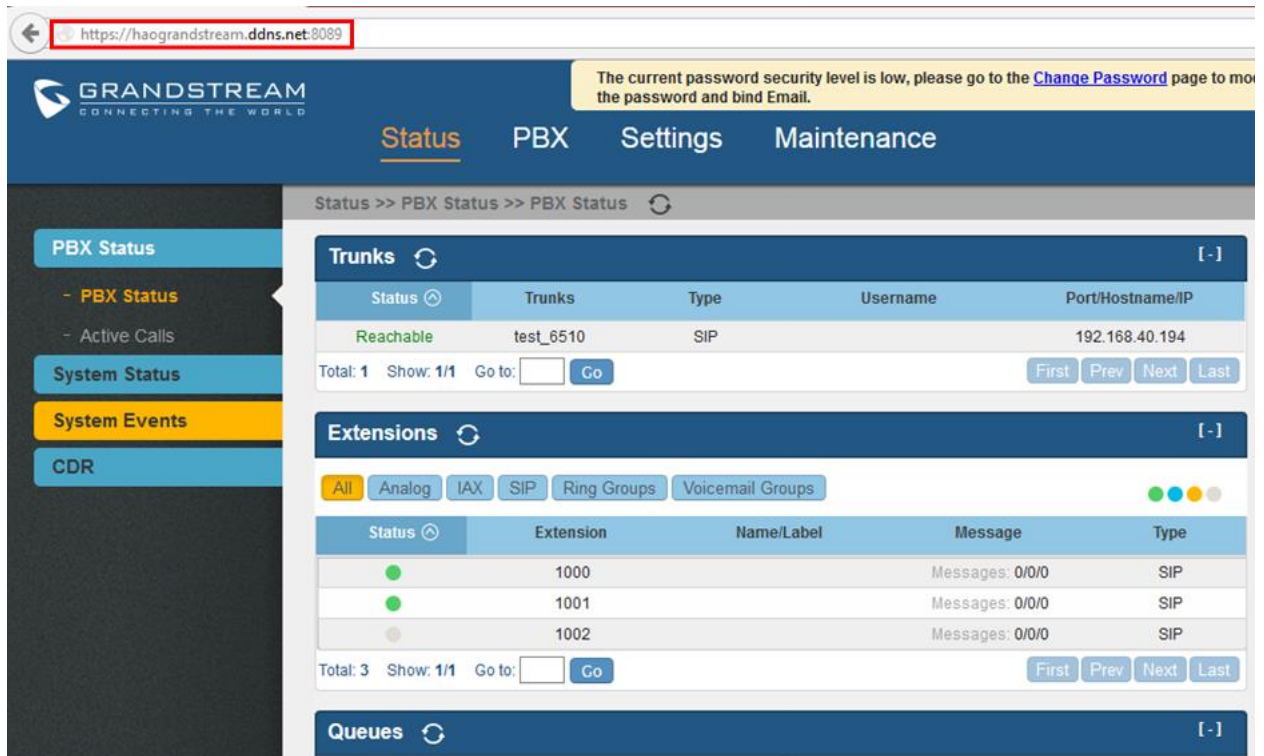 https://haograndstream.ddns.net:8089
GRANDSTREAM
CONNECTING THE WORLD
The current password security level is low, please go to the Change Password page to mo
the password and bind Email.
Status PBX Settings Maintenance
Status >> PBX Status >> PBX Status
PBX Status
- PBX Status
- Active Calls
System Status
System Events
CDR
Trunks [-]
Status Trunks Type Username Port/Hostname/IP
Reachable test_6510 SIP 192.168.40.194
Total: 1 Show: 1/1 Go to: Go First Prev Next Last
Extensions [-]
All Analog IAX SIP Ring Groups Voicemail Groups
Status Extension Name/Label Message Type
1000 Messages: 0/0/0 SIP
1001 Messages: 0/0/0 SIP
1002 Messages: 0/0/0 SIP
Total: 3 Show: 1/1 Go to: Go First Prev Next Last
Queues [-]